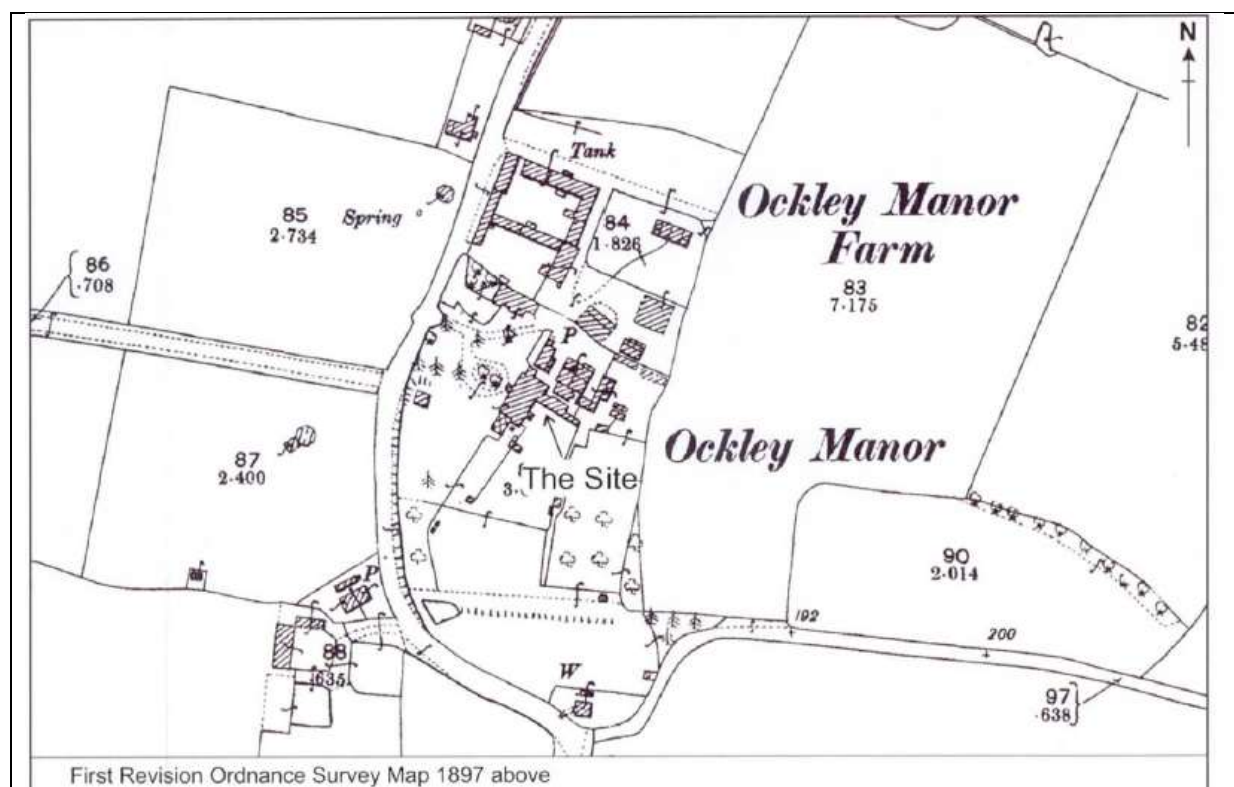 N
Tank
Ockley Manor
Farm
85
2·734
Spring
84
1·826
86
·708
83
7·175
82
5·48
P
Ockley Manor
87
2·400
The Site
3·
90
2·014
P
192
200
88
·635
W
97
·638
First Revision Ordnance Survey Map 1897 above